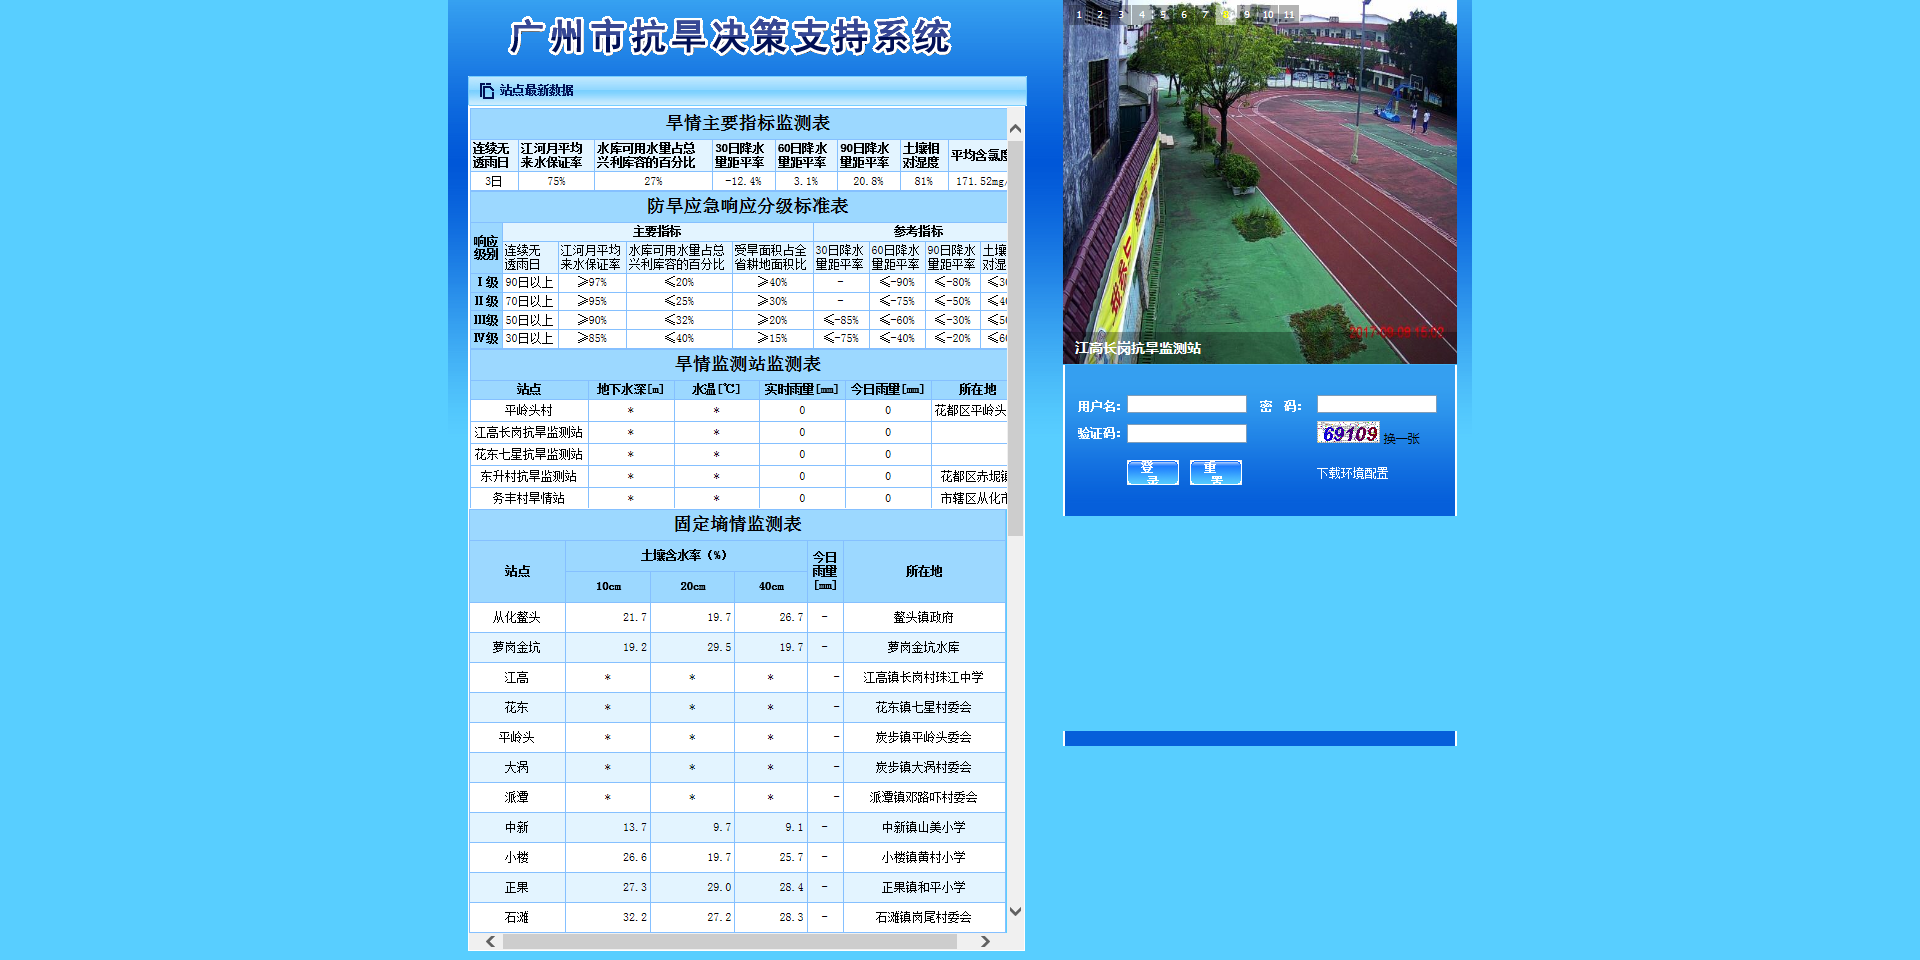 广州市抗旱决策支持系统
站点最新数据
旱情主要指标监测表
连续无透雨日 江河月平均来水保证率 水库可用水量占总兴利库容的百分比 30日降水量距平率 60日降水量距平率 90日降水量距平率 土壤相对湿度 平均含氯度
3日 75% 27% -12.4% 3.1% 20.8% 81% 171.52mg/
防旱应急响应分级标准表
响应级别 主要指标 参考指标
连续无透雨日 江河月平均来水保证率 水库可用水量占总兴利库容的百分比 受旱面积占全省耕地面积比 30日降水量距平率 60日降水量距平率 90日降水量距平率 土壤对湿
Ⅰ级 90日以上 ≥97% ≤20% ≥40% - ≤-90% ≤-80% ≤30
Ⅱ级 70日以上 ≥95% ≤25% ≥30% - ≤-75% ≤-50% ≤40
Ⅲ级 50日以上 ≥90% ≤32% ≥20% ≤-85% ≤-60% ≤-30% ≤50
Ⅳ级 30日以上 ≥85% ≤40% ≥15% ≤-75% ≤-40% ≤-20% ≤60
旱情监测站监测表
站点 地下水深[m] 水温[℃] 实时雨量[mm] 今日雨量[mm] 所在地
平岭头村 * * 0 0 花都区平岭头
江高长岗抗旱监测站 * * 0 0
花东七星抗旱监测站 * * 0 0
东升村抗旱监测站 * * 0 0 花都区赤坭镇
务丰村旱情站 * * 0 0 市辖区从化市
固定墒情监测表
站点 土壤含水率（%） 今日雨量[mm] 所在地
10cm 20cm 40cm
从化鳌头 21.7 19.7 26.7 - 鳌头镇政府
萝岗金坑 19.2 29.5 19.7 - 萝岗金坑水库
江高 * * * - 江高镇长岗村珠江中学
花东 * * * - 花东镇七星村委会
平岭头 * * * - 炭步镇平岭头委会
大涡 * * * - 炭步镇大涡村委会
派潭 * * * - 派潭镇邓路吓村委会
中新 13.7 9.7 9.1 - 中新镇山美小学
小楼 26.6 19.7 25.7 - 小楼镇黄村小学
正果 27.3 29.0 28.4 - 正果镇和平小学
石滩 32.2 27.2 28.3 - 石滩镇岗尾村委会
1 2 3 4 5 6 7 8 9 10 11
江高长岗抗旱监测站
用户名： 密 码：
验证码： 69109 换一张
登录 重置 下载环境配置